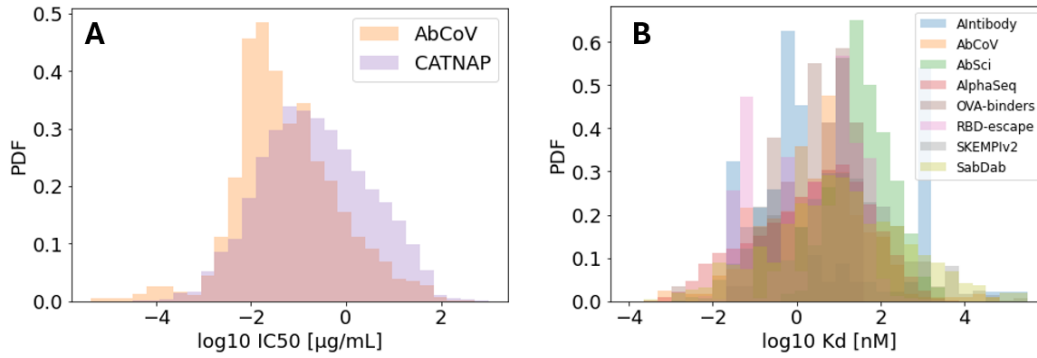 A
AbCoV
CATNAP
PDF
0.5
0.4
0.3
0.2
0.1
0.0
−4
−2
0
2
log10 IC50 [μg/mL]
B
AIntibody
AbCoV
AbSci
AlphaSeq
OVA-binders
RBD-escape
SKEMPIv2
SabDab
PDF
0.6
0.5
0.4
0.3
0.2
0.1
0.0
−4
−2
0
2
4
log10 Kd [nM]